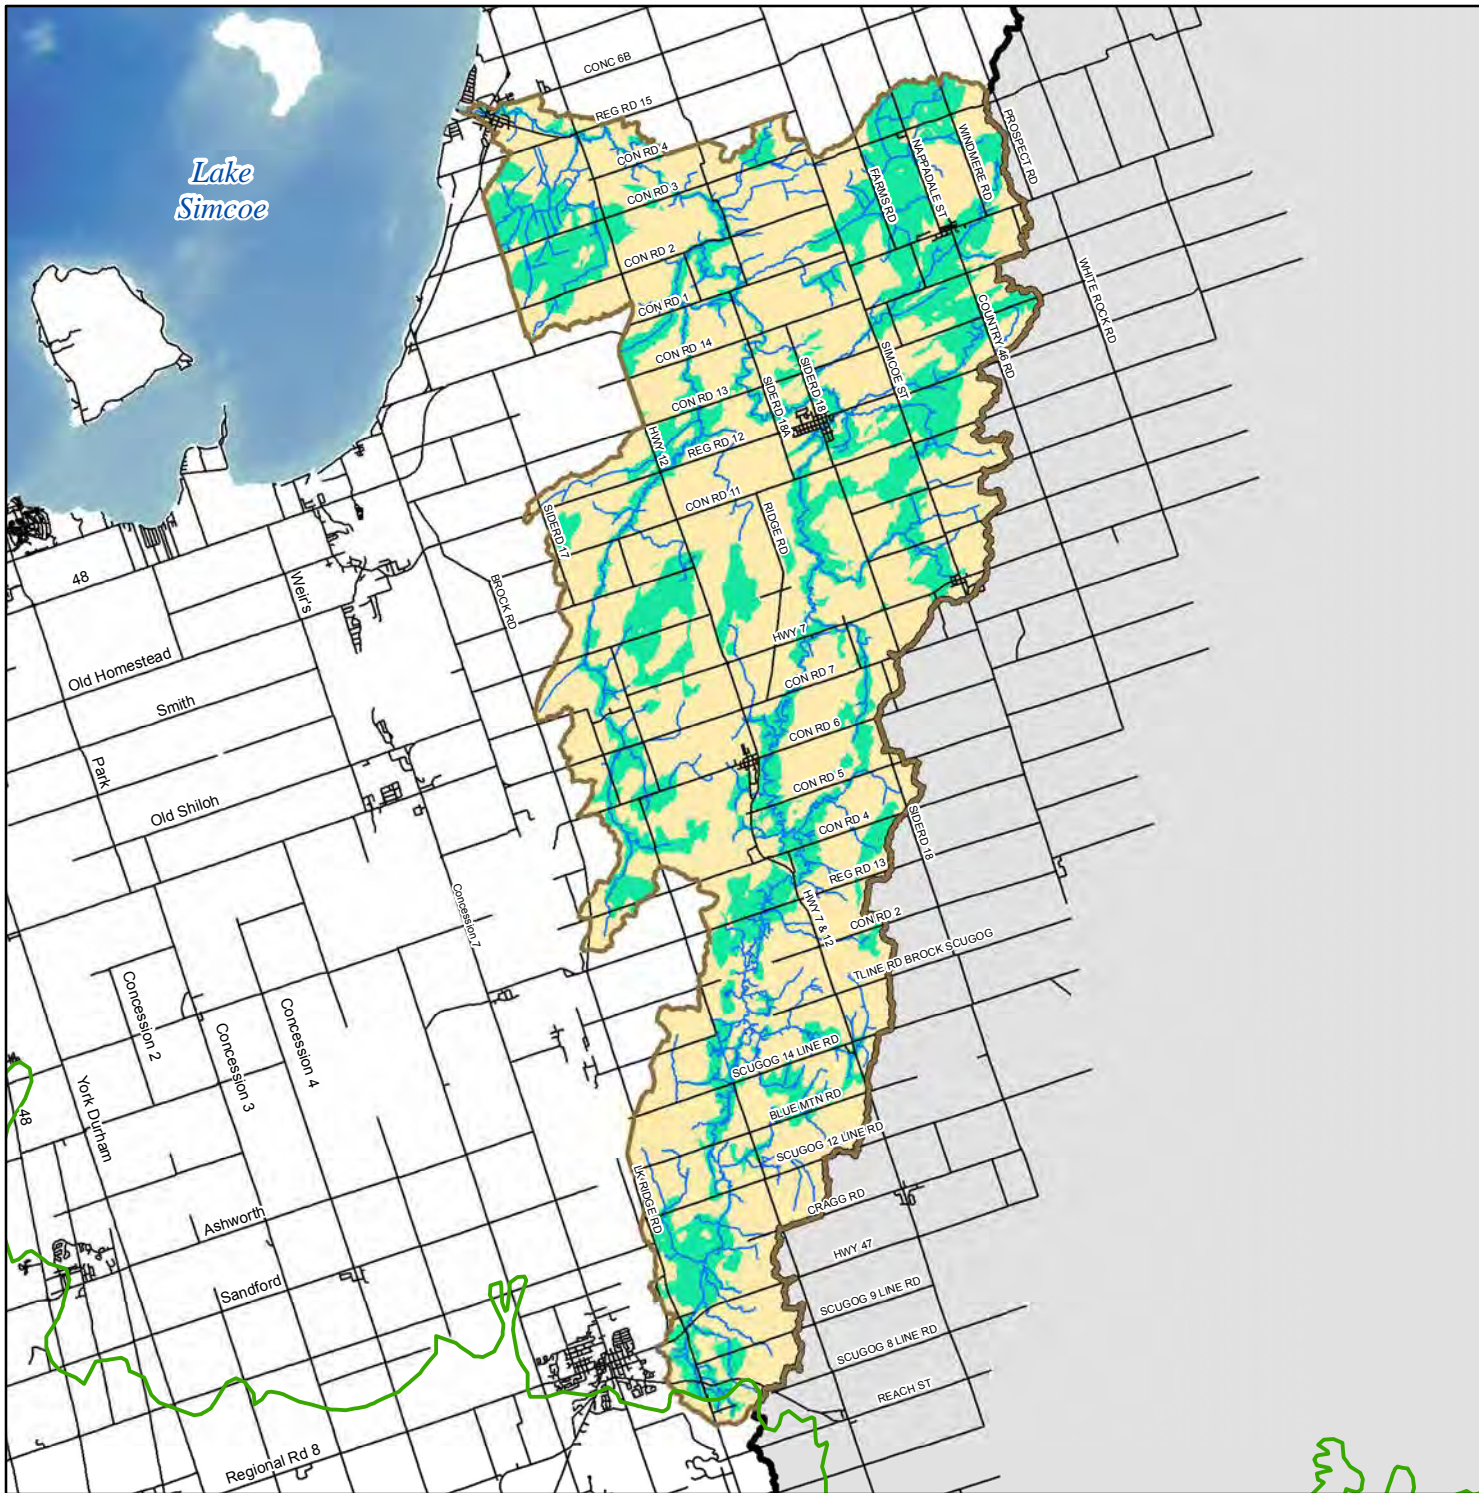 CONC 6B
REG RD 15
CON RD 4
CON RD 3
CON RD 2
CON RD 1
CON RD 14
CON RD 13
REG RD 12
CON RD 11
Lake
Simcoe
PROSPECT RD
WINDMERE RD
NAPPADALE ST
FARMS RD
WHITE ROCK RD
COUNTRY 46 RD
SIMCOE ST
SIDERD 18
SIDERD 18A
HWY 12
SIDERD 17
RIDGE RD
BROCK RD
48
Weir's
Old Homestead
Smith
Park
Old Shiloh
HWY 7
CON RD 7
CON RD 6
CON RD 5
CON RD 4
REG RD 13
SIDERD 18
HWY 7 & 12
CON RD 2
TLINE RD BROCK SCUGOG
Concession 7
Concession 2
Concession 3
Concession 4
York Durham
48
SCUGOG 14 LINE RD
BLUE MTN RD
SCUGOG 12 LINE RD
LK RIDGE RD
CRAGG RD
HWY 47
Ashworth
Sandford
SCUGOG 9 LINE RD
SCUGOG 8 LINE RD
REACH ST
Regional Rd 8